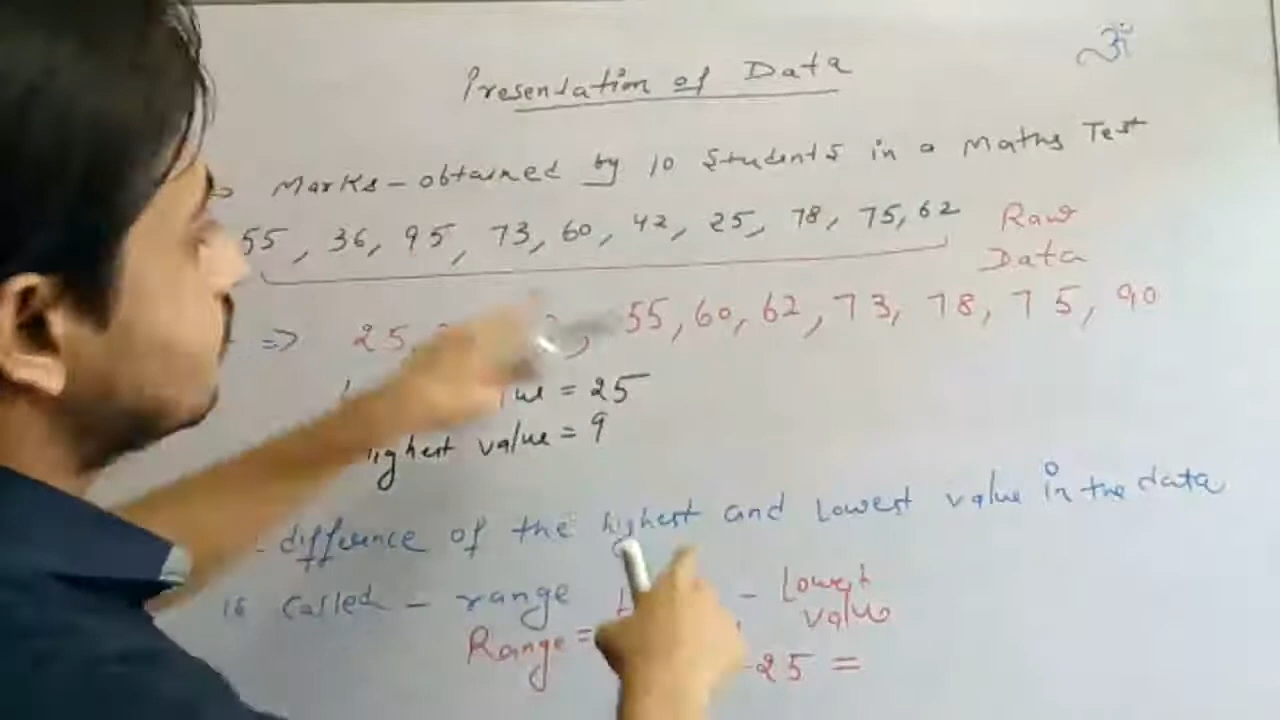 ॐ
Presentation of Data
Marks - obtained by 10 students in a Maths Test
55, 36, 95, 73, 60, 42, 25, 78, 75, 62 Raw Data
=> 25, , 55, 60, 62, 73, 78, 75, 90
= 25
highest value = 9
difference of the highest and Lowest value in the data
is called - range
- Lowest value
Range =
- 25 =